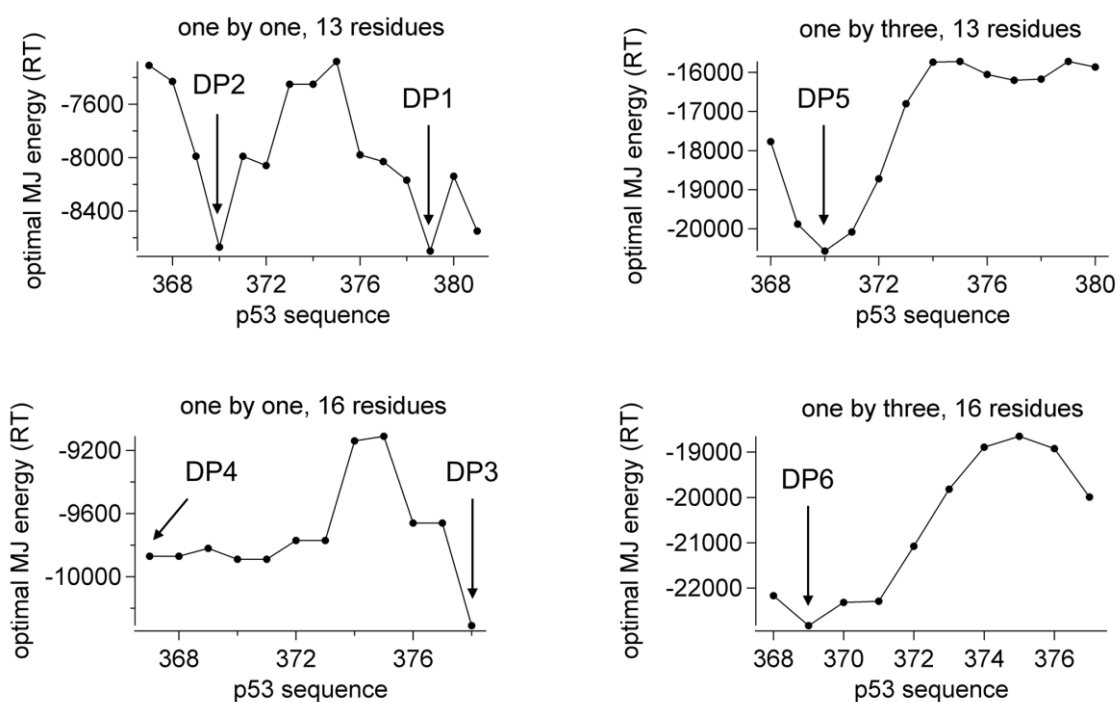 one by one, 13 residues
optimal MJ energy (RT)
-7600
-8000
-8400
DP2
DP1
368
372
376
380
p53 sequence
one by three, 13 residues
optimal MJ energy (RT)
-16000
-17000
-18000
-19000
-20000
DP5
368
370
372
374
376
380
p53 sequence
one by one, 16 residues
optimal MJ energy (RT)
-9200
-9600
-10000
DP4
DP3
368
372
376
p53 sequence
one by three, 16 residues
optimal MJ energy (RT)
-19000
-20000
-21000
-22000
DP6
368
370
372
374
376
p53 sequence